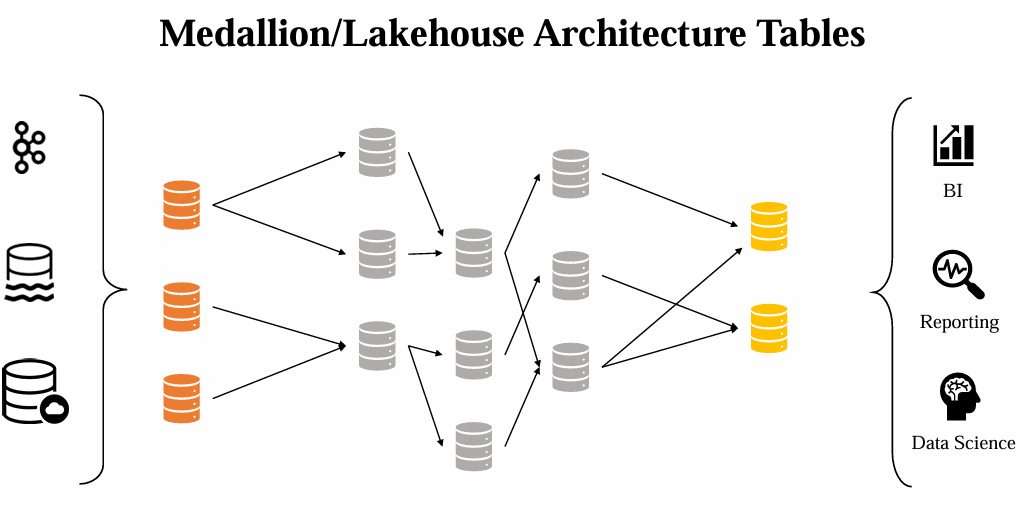 Medallion/Lakehouse Architecture Tables
BI
Reporting
Data Science